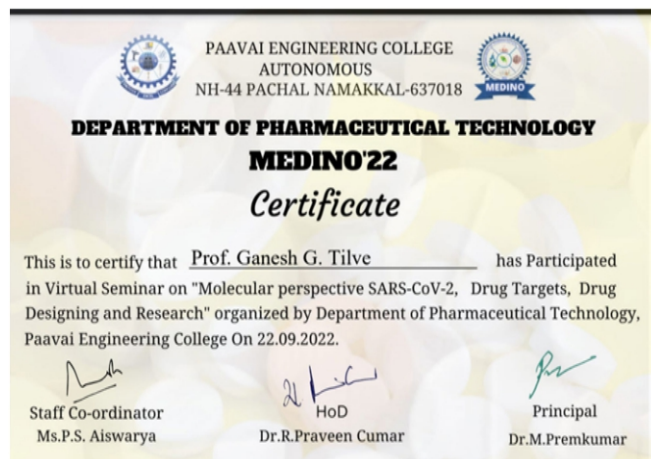 PAAVAI ENGINEERING COLLEGE
AUTONOMOUS
NH-44 PACHAL NAMAKKAL-637018
MEDINO
DEPARTMENT OF PHARMACEUTICAL TECHNOLOGY
MEDINO'22
Certificate
This is to certify that Prof. Ganesh G. Tilve has Participated
in Virtual Seminar on "Molecular perspective SARS-CoV-2, Drug Targets, Drug
Designing and Research" organized by Department of Pharmaceutical Technology,
Paavai Engineering College On 22.09.2022.
Staff Co-ordinator HoD Principal
Ms.P.S. Aiswarya Dr.R.Praveen Cumar Dr.M.Premkumar